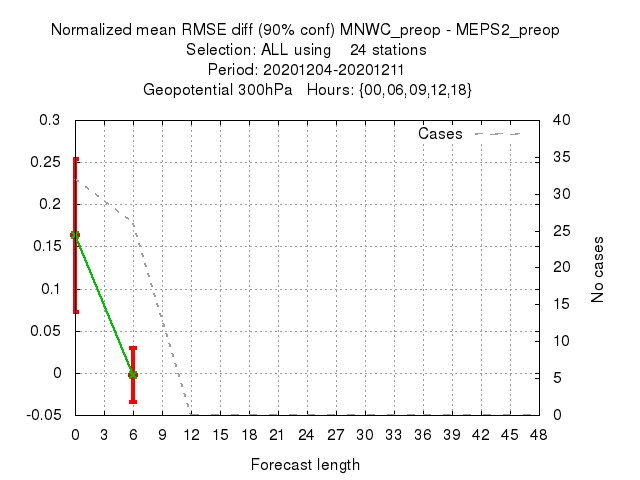 Normalized mean RMSE diff (90% conf) MNWC_preop - MEPS2_preop
Selection: ALL using    24 stations
Period: 20201204-20201211
Geopotential 300hPa   Hours: {00,06,09,12,18}
Cases
0.3
0.25
0.2
0.15
0.1
0.05
0
-0.05
40
35
30
25
20
15
10
5
0
No cases
0 3 6 9 12 15 18 21 24 27 30 33 36 39 42 45 48
Forecast length